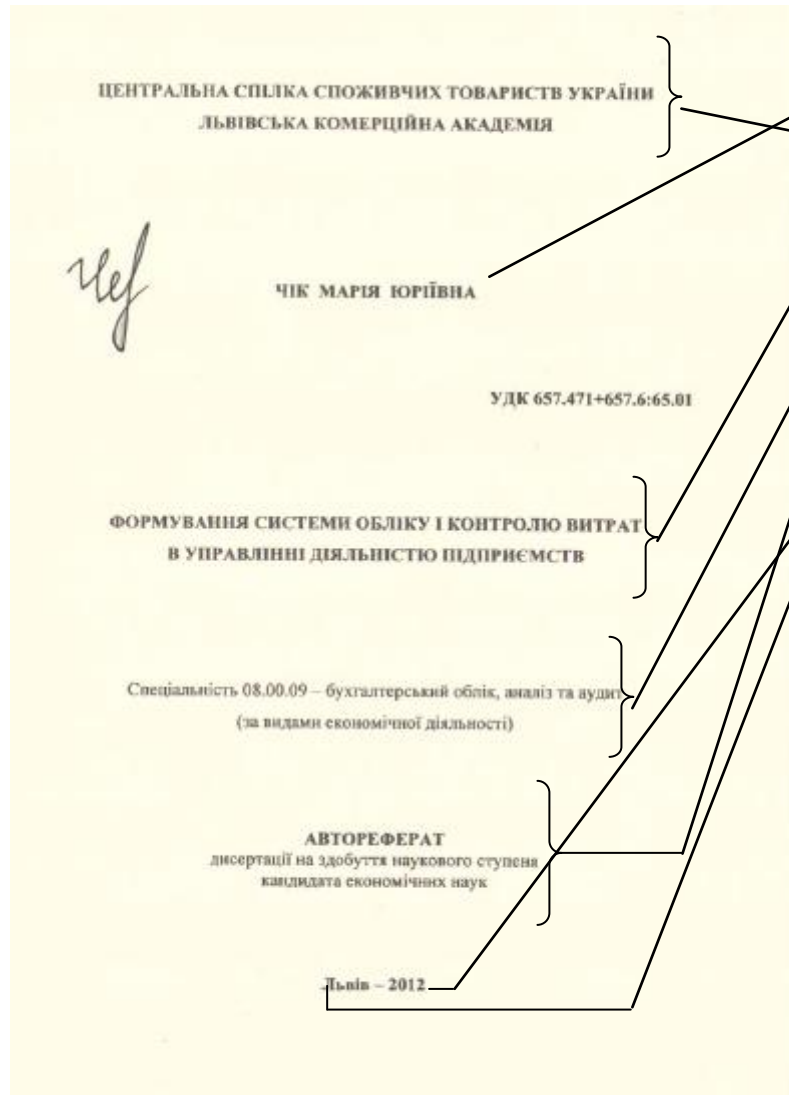 ЦЕНТРАЛЬНА СПІЛКА СПОЖИВЧИХ ТОВАРИСТВ УКРАЇНИ
ЛЬВІВСЬКА КОМЕРЦІЙНА АКАДЕМІЯ
ЧІК МАРІЯ ЮРІЇВНА
УДК 657.471+657.6:65.01
ФОРМУВАННЯ СИСТЕМИ ОБЛІКУ І КОНТРОЛЮ ВИТРАТ
В УПРАВЛІННІ ДІЯЛЬНІСТЮ ПІДПРИЄМСТВ
Спеціальність 08.00.09 – бухгалтерський облік, аналіз та аудит
(за видами економічної діяльності)
АВТОРЕФЕРАТ
дисертації на здобуття наукового ступеня
кандидата економічних наук
Львів – 2012